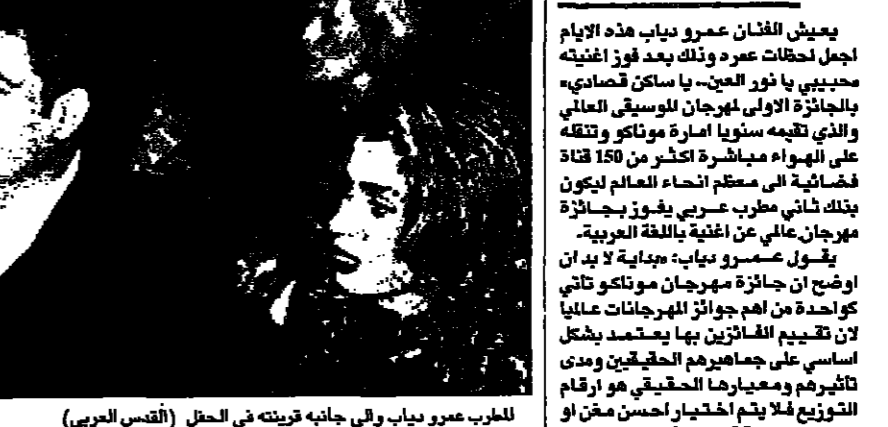 يعيش الفنان عمرو دياب هذه الايام
اجمل لحظات عمره وذلك بعد فوز اغنيته
«حبيبي يا نور العين.. يا ساكن قصادي»
بالجائزة الاولى لمهرجان الموسيقى العالمي
والذي تقيمه سنويا امارة موناكو وتنقله
على الهواء مباشرة اكثر من 150 قناة
فضائية الى معظم انحاء العالم ليكون
بذلك ثاني مطرب عربي يفوز بجائزة
مهرجان عالمي عن اغنية باللغة العربية.
يقول عمرو دياب: «بداية لا بد ان
اوضح ان جائزة مهرجان موناكو تأتي
كواحدة من اهم جوائز المهرجانات عالميا
لان تقييم الفائزين بها يعتمد بشكل
اساسي على جماهيرهم الحقيقين ومدى
تأثيرهم ومعيارها الحقيقي هو ارقام
التوزيع فلا يتم اختيار احسن مغن او
المطرب عمرو دياب والى جانبه قرينته في الحفل (القدس العربي)